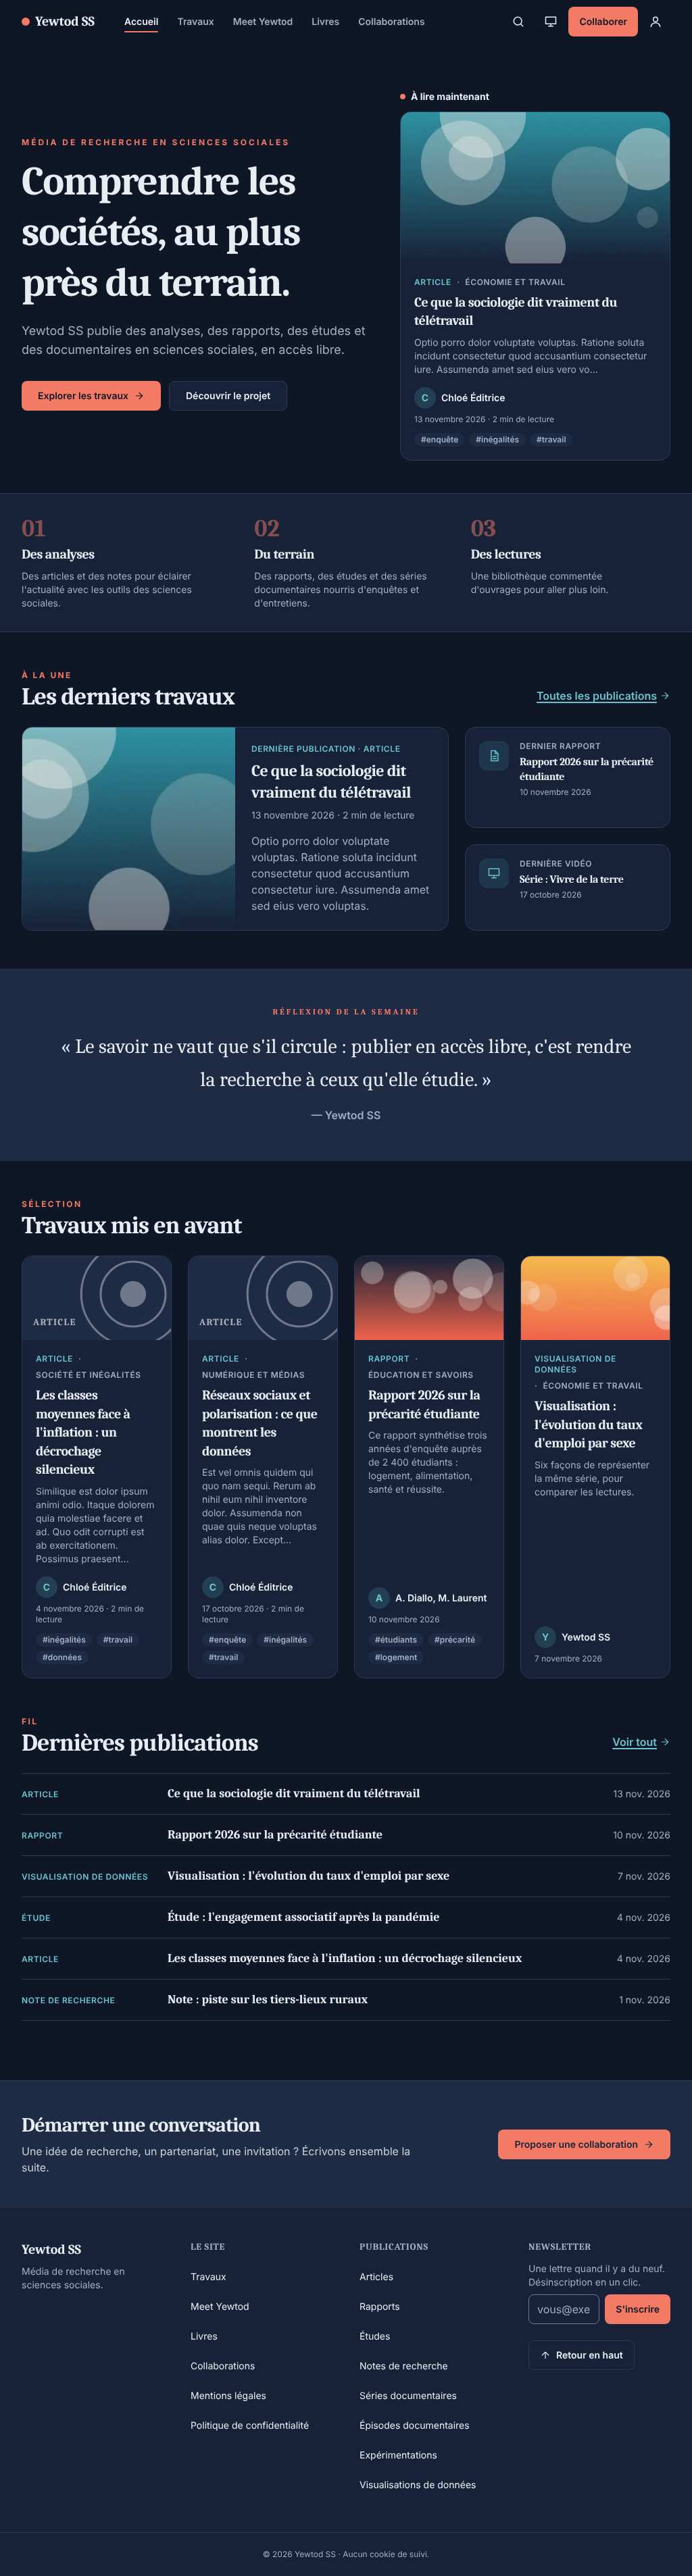 Yewtod SS
Accueil
Travaux
Meet Yewtod
Livres
Collaborations
Collaborer
MÉDIA DE RECHERCHE EN SCIENCES SOCIALES
Comprendre les
sociétés, au plus
près du terrain.
Yewtod SS publie des analyses, des rapports, des études et
des documentaires en sciences sociales, en accès libre.
Explorer les travaux →
Découvrir le projet
À lire maintenant
ARTICLE · ÉCONOMIE ET TRAVAIL
Ce que la sociologie dit vraiment du
télétravail
Optio porro dolor voluptate voluptas. Ratione soluta
incidunt consectetur quod accusantium consectetur
iure. Assumenda amet sed eius vero vo…
C
Chloé Éditrice
13 novembre 2026 · 2 min de lecture
#enquête #inégalités #travail
01
Des analyses
Des articles et des notes pour éclairer
l'actualité avec les outils des sciences
sociales.
02
Du terrain
Des rapports, des études et des séries
documentaires nourris d'enquêtes et
d'entretiens.
03
Des lectures
Une bibliothèque commentée
d'ouvrages pour aller plus loin.
À LA UNE
Les derniers travaux
Toutes les publications →
DERNIÈRE PUBLICATION · ARTICLE
Ce que la sociologie dit
vraiment du télétravail
13 novembre 2026 · 2 min de lecture
Optio porro dolor voluptate
voluptas. Ratione soluta incidunt
consectetur quod accusantium
consectetur iure. Assumenda amet
sed eius vero voluptas.
DERNIER RAPPORT
Rapport 2026 sur la précarité
étudiante
10 novembre 2026
DERNIÈRE VIDÉO
Série : Vivre de la terre
17 octobre 2026
RÉFLEXION DE LA SEMAINE
« Le savoir ne vaut que s'il circule : publier en accès libre, c'est rendre
la recherche à ceux qu'elle étudie. »
— Yewtod SS
SÉLECTION
Travaux mis en avant
ARTICLE
ARTICLE ·
SOCIÉTÉ ET INÉGALITÉS
Les classes
moyennes face à
l'inflation : un
décrochage
silencieux
Similique est dolor ipsum
animi odio. Itaque dolorem
quia molestiae facere et
ad. Quo odit corrupti est
ab exercitationem.
Possimus praesent…
C
Chloé Éditrice
4 novembre 2026 · 2 min de
lecture
#inégalités #travail
#données
ARTICLE
ARTICLE ·
NUMÉRIQUE ET MÉDIAS
Réseaux sociaux et
polarisation : ce que
montrent les
données
Est vel omnis quidem qui
quo nam sequi. Rerum ab
nihil eum nihil inventore
dolor. Assumenda non
quae quis neque voluptas
alias dolor. Except…
C
Chloé Éditrice
17 octobre 2026 · 2 min de
lecture
#enquête #inégalités
#travail
RAPPORT ·
ÉDUCATION ET SAVOIRS
Rapport 2026 sur la
précarité étudiante
Ce rapport synthétise trois
années d'enquête auprès
de 2 400 étudiants :
logement, alimentation,
santé et réussite.
A
A. Diallo, M. Laurent
10 novembre 2026
#étudiants #précarité
#logement
VISUALISATION DE
DONNÉES
· ÉCONOMIE ET TRAVAIL
Visualisation :
l'évolution du taux
d'emploi par sexe
Six façons de représenter
la même série, pour
comparer les lectures.
Y
Yewtod SS
7 novembre 2026
FIL
Dernières publications
Voir tout →
ARTICLE Ce que la sociologie dit vraiment du télétravail 13 nov. 2026
RAPPORT Rapport 2026 sur la précarité étudiante 10 nov. 2026
VISUALISATION DE DONNÉES Visualisation : l'évolution du taux d'emploi par sexe 7 nov. 2026
ÉTUDE Étude : l'engagement associatif après la pandémie 4 nov. 2026
ARTICLE Les classes moyennes face à l'inflation : un décrochage silencieux 4 nov. 2026
NOTE DE RECHERCHE Note : piste sur les tiers-lieux ruraux 1 nov. 2026
Démarrer une conversation
Une idée de recherche, un partenariat, une invitation ? Écrivons ensemble la
suite.
Proposer une collaboration →
Yewtod SS
Média de recherche en
sciences sociales.
LE SITE
Travaux
Meet Yewtod
Livres
Collaborations
Mentions légales
Politique de confidentialité
PUBLICATIONS
Articles
Rapports
Études
Notes de recherche
Séries documentaires
Épisodes documentaires
Expérimentations
Visualisations de données
NEWSLETTER
Une lettre quand il y a du neuf.
Désinscription en un clic.
vous@exe
S'inscrire
↑ Retour en haut
© 2026 Yewtod SS · Aucun cookie de suivi.